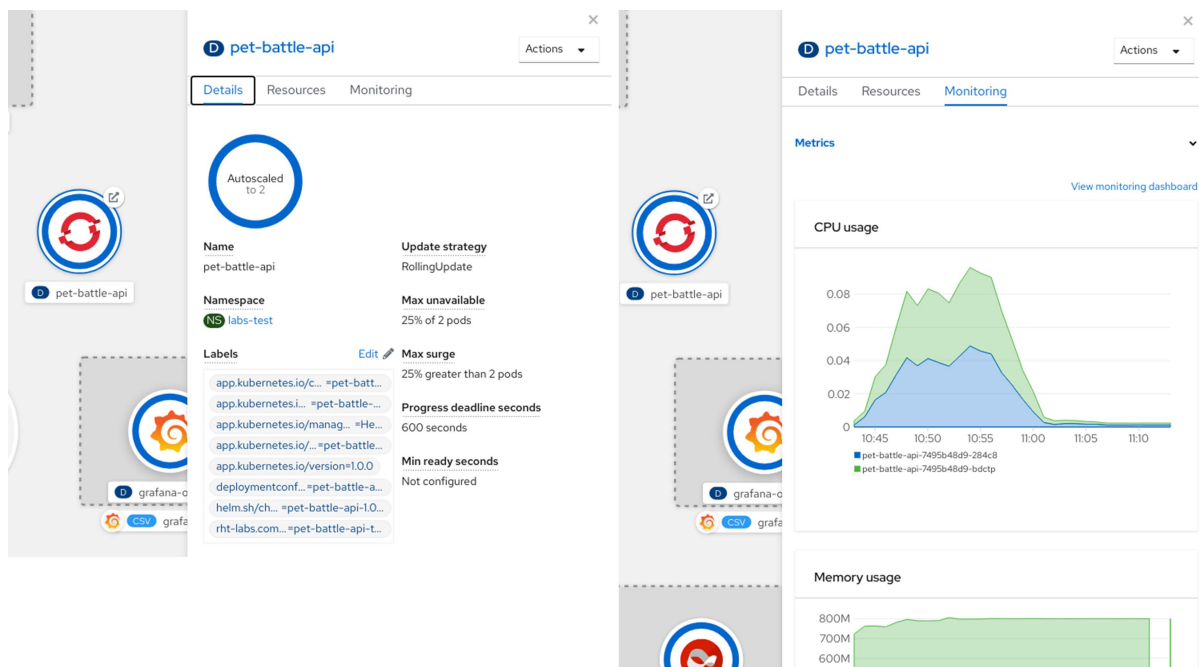 D pet-battle-api
Actions
Details Resources Monitoring
Autoscaled
to 2
Name
pet-battle-api
Namespace
NS labs-test
Labels Edit
app.kubernetes.io/c... =pet-batt...
app.kubernetes.i... =pet-battle-...
app.kubernetes.io/manag... =He...
app.kubernetes.io/...=pet-battle...
app.kubernetes.io/version=1.0.0
deploymentconf...=pet-battle-a...
helm.sh/ch... =pet-battle-api-1.0...
rht-labs.com...=pet-battle-api-t...
Update strategy
RollingUpdate
Max unavailable
25% of 2 pods
Max surge
25% greater than 2 pods
Progress deadline seconds
600 seconds
Min ready seconds
Not configured
D pet-battle-api
D grafana-o
CSV grafa
D pet-battle-api
Actions
Details Resources Monitoring
Metrics
View monitoring dashboard
CPU usage
0.08
0.06
0.04
0.02
0
10:45 10:50 10:55 11:00 11:05 11:10
pet-battle-api-7495b48d9-284c8
pet-battle-api-7495b48d9-bdctp
Memory usage
800M
700M
600M
D pet-battle-api
D grafana-o
CSV grafa